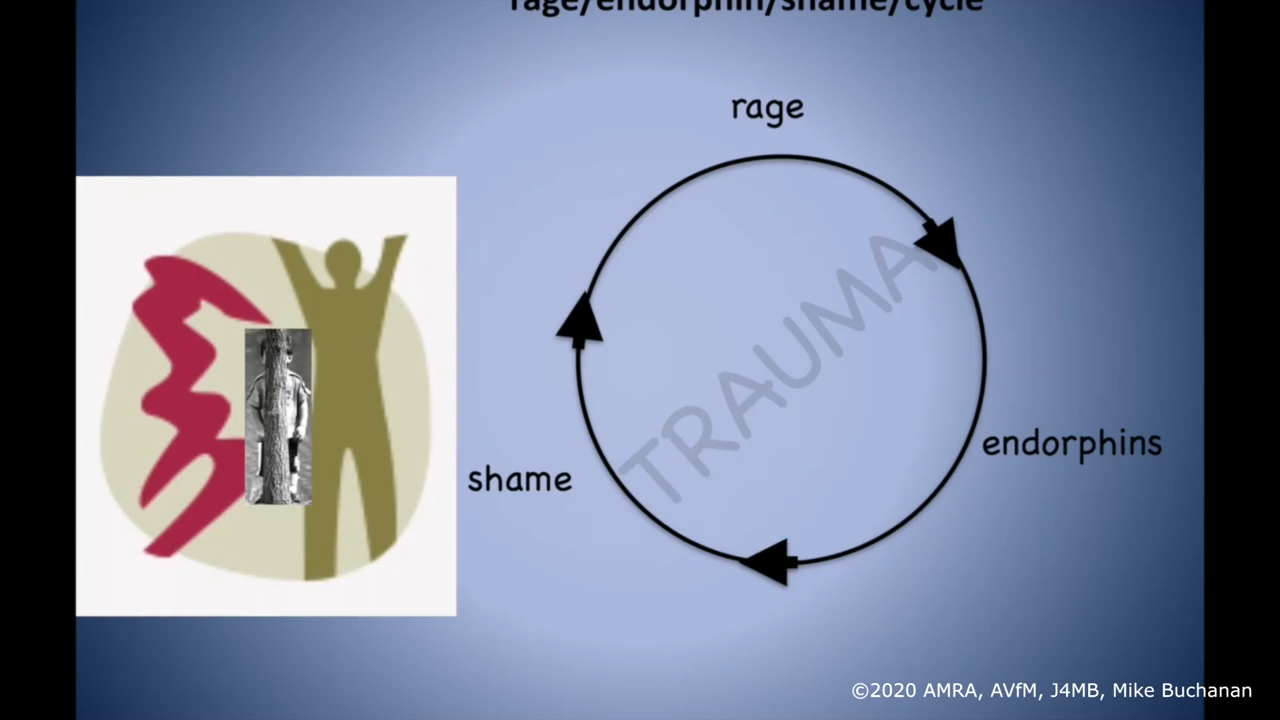 rage/endorphin/shame/cycle
rage
TRAUMA
endorphins
shame
©2020 AMRA, AVfM, J4MB, Mike Buchanan